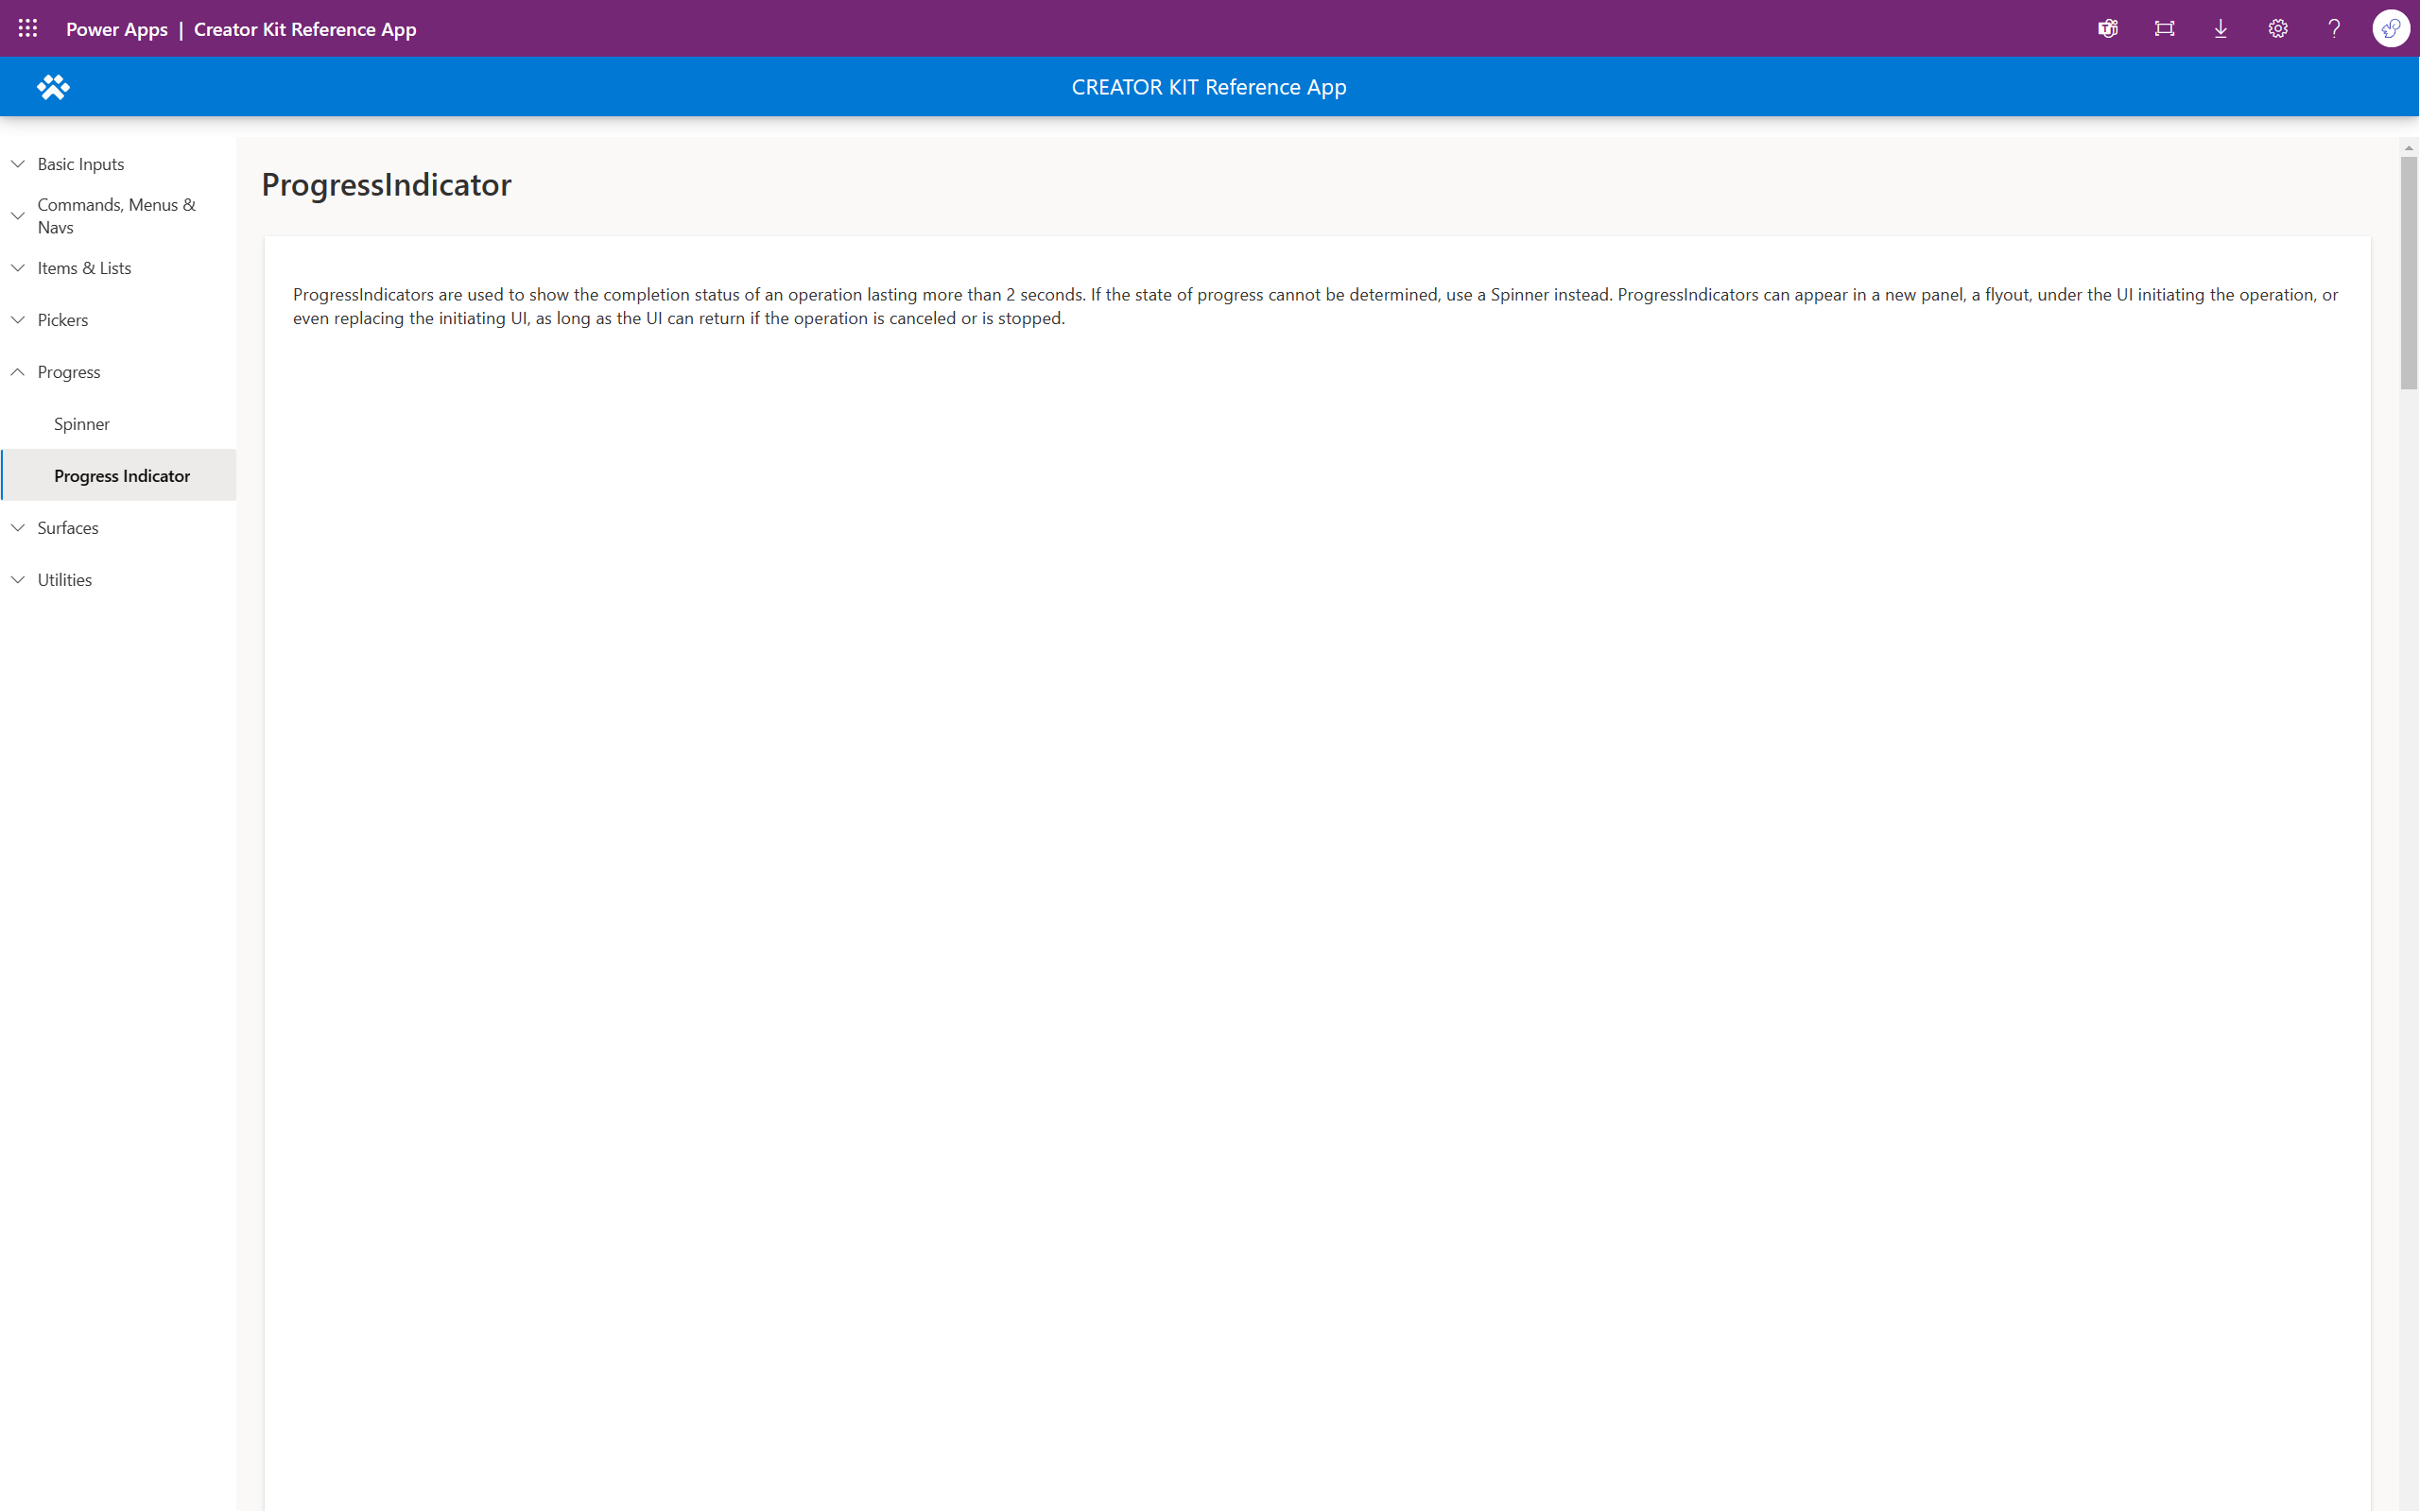 Power Apps | Creator Kit Reference App
CREATOR KIT Reference App
Basic Inputs
Commands, Menus &
Navs
Items & Lists
Pickers
Progress
Spinner
Progress Indicator
Surfaces
Utilities
ProgressIndicator
ProgressIndicators are used to show the completion status of an operation lasting more than 2 seconds. If the state of progress cannot be determined, use a Spinner instead. ProgressIndicators can appear in a new panel, a flyout, under the UI initiating the operation, or
even replacing the initiating UI, as long as the UI can return if the operation is canceled or is stopped.